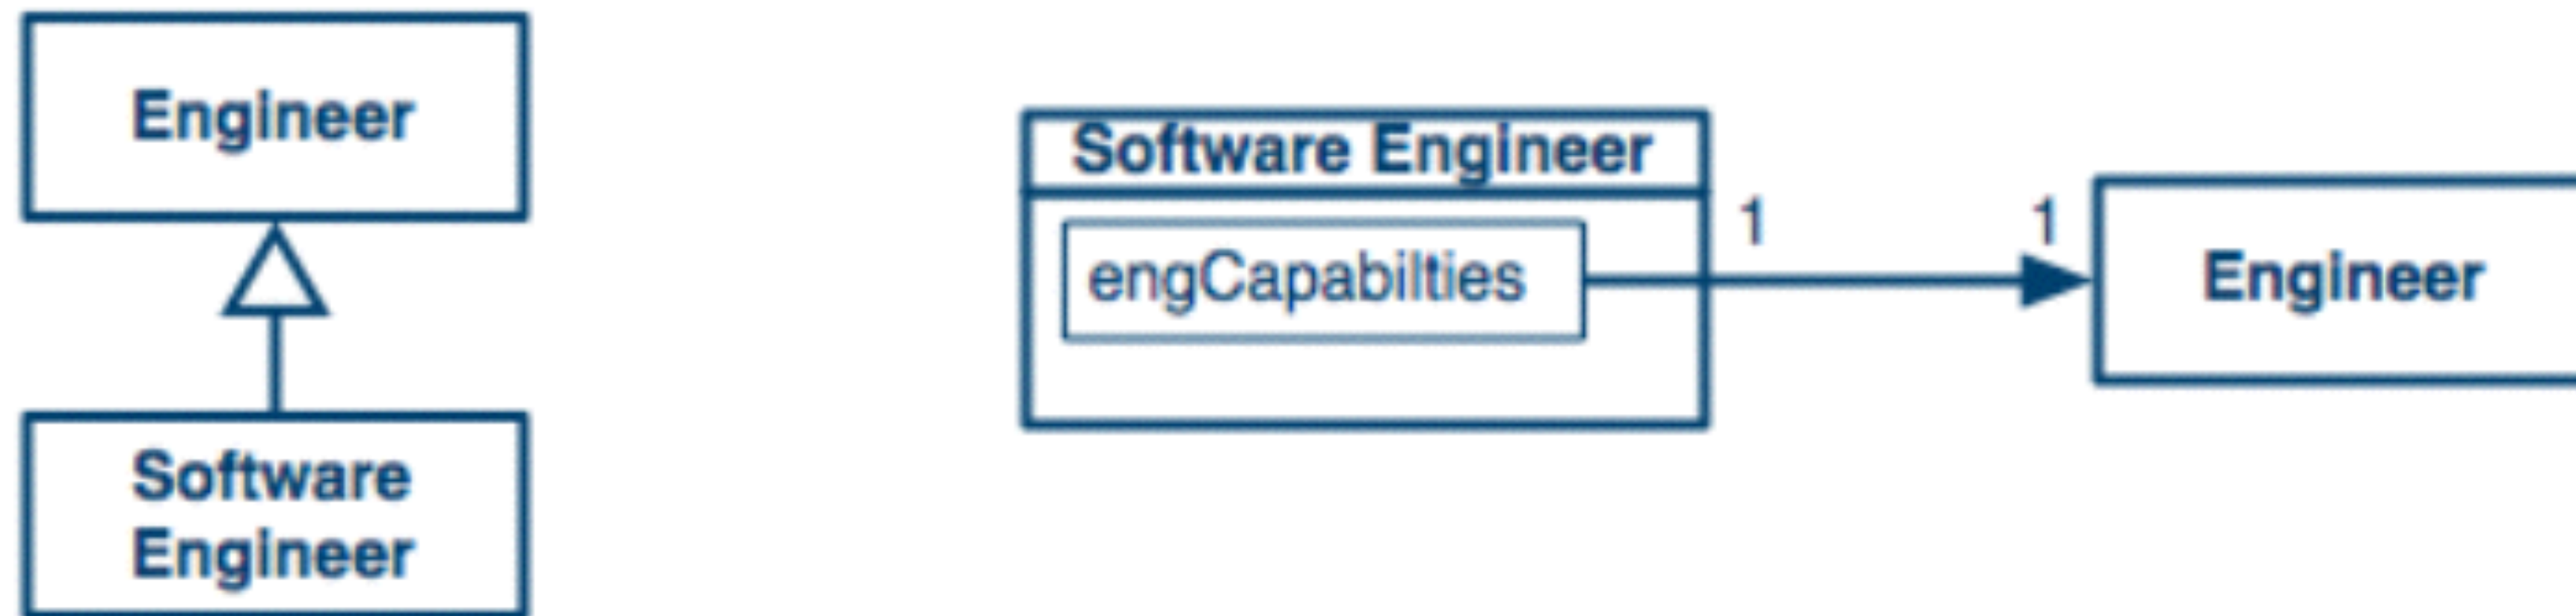 Engineer
Software
Engineer
Software Engineer
engCapabilties
1
1
Engineer